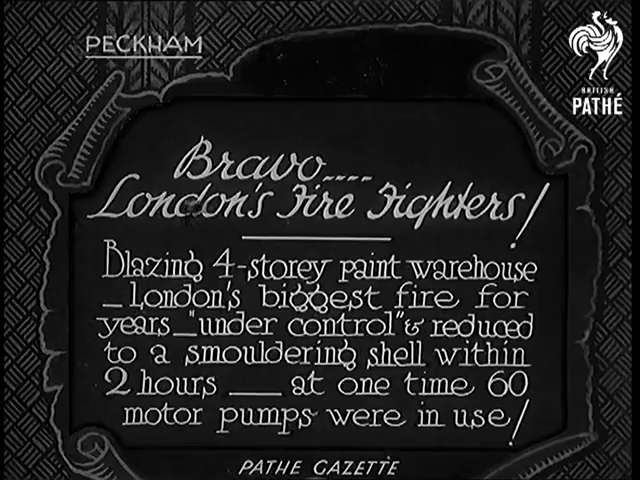 PECKHAM
BRITISH
PATHÉ
Bravo....
London's Fire Fighters!
Blazing 4-storey paint warehouse
— London's biggest fire for
years — "under control" & reduced
to a smouldering shell within
2 hours — at one time 60
motor pumps were in use!
PATHE GAZETTE